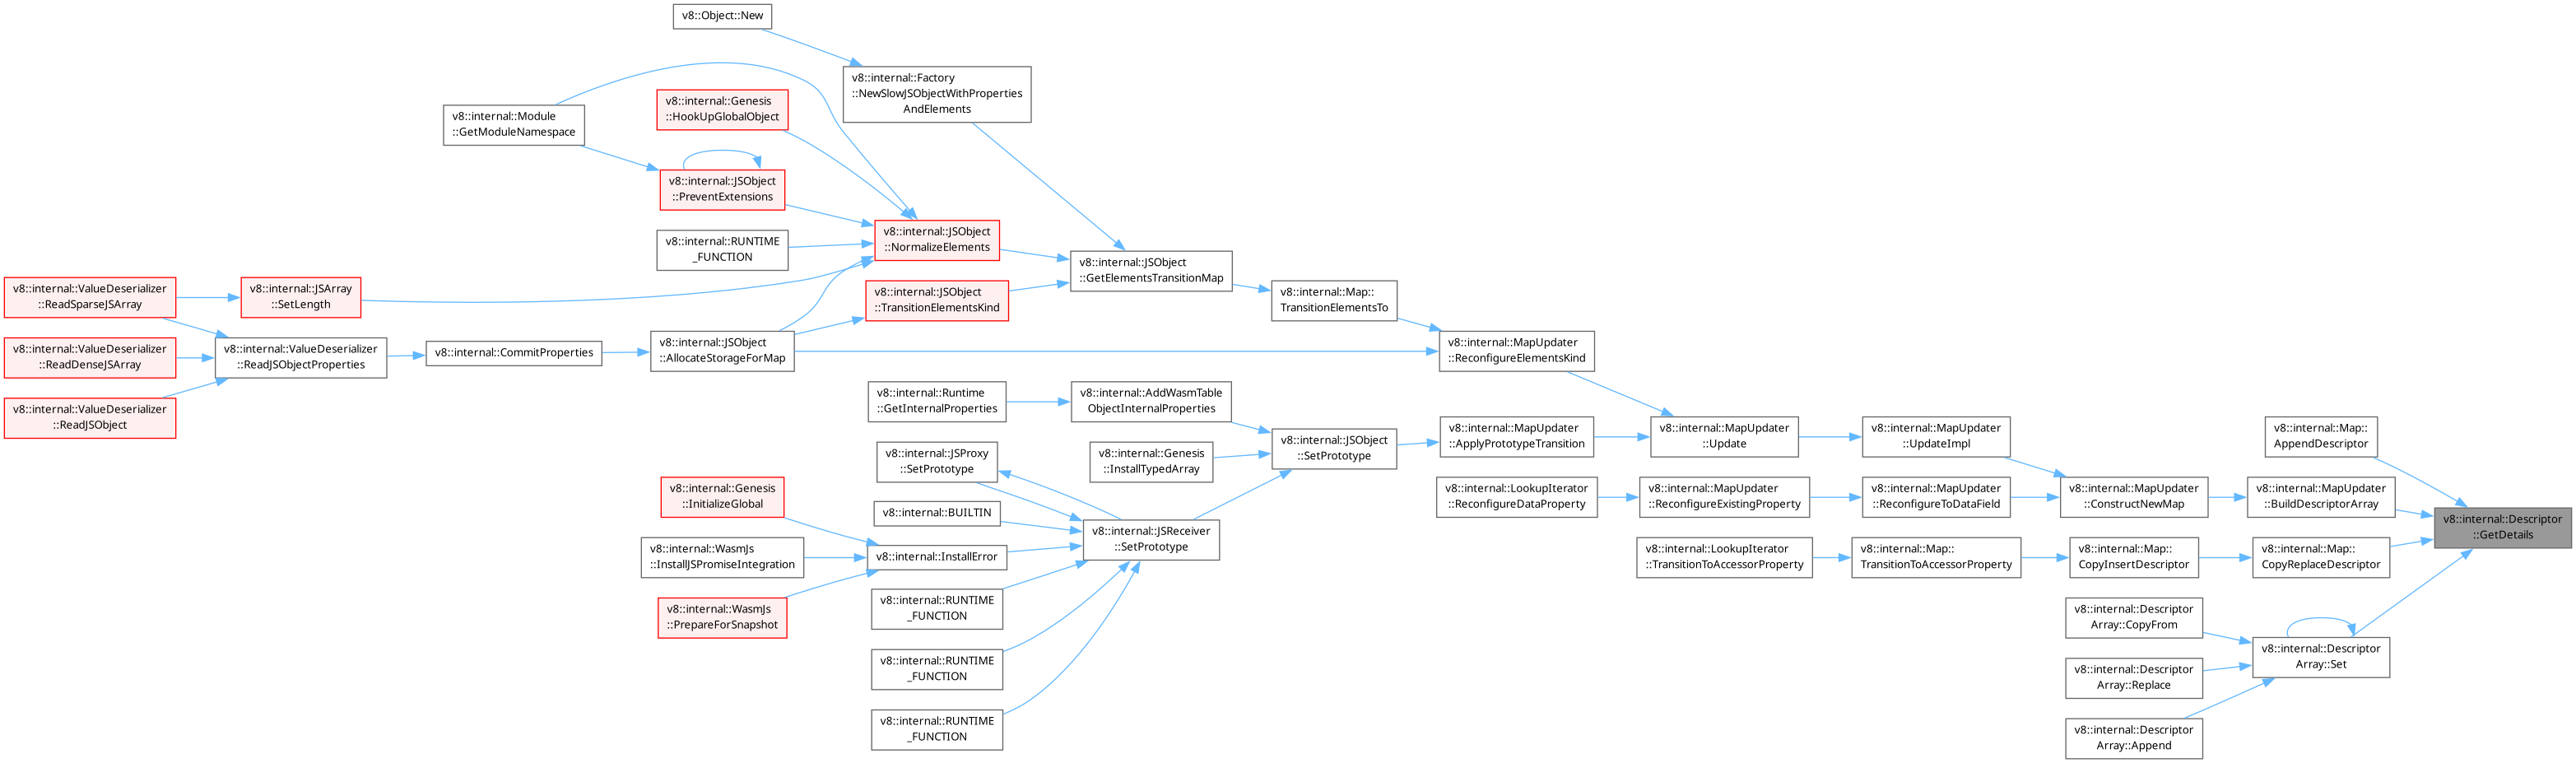 v8::Object::New
v8::internal::Factory
::NewSlowJSObjectWithProperties
AndElements
v8::internal::Genesis
::HookUpGlobalObject
v8::internal::Module
::GetModuleNamespace
v8::internal::JSObject
::PreventExtensions
v8::internal::JSObject
::NormalizeElements
v8::internal::RUNTIME
_FUNCTION
v8::internal::JSObject
::GetElementsTransitionMap
v8::internal::ValueDeserializer
::ReadSparseJSArray
v8::internal::JSArray
::SetLength
v8::internal::JSObject
::TransitionElementsKind
v8::internal::Map::
TransitionElementsTo
v8::internal::ValueDeserializer
::ReadDenseJSArray
v8::internal::ValueDeserializer
::ReadJSObjectProperties
v8::internal::CommitProperties
v8::internal::JSObject
::AllocateStorageForMap
v8::internal::MapUpdater
::ReconfigureElementsKind
v8::internal::ValueDeserializer
::ReadJSObject
v8::internal::Runtime
::GetInternalProperties
v8::internal::AddWasmTable
ObjectInternalProperties
v8::internal::JSProxy
::SetPrototype
v8::internal::Genesis
::InstallTypedArray
v8::internal::JSObject
::SetPrototype
v8::internal::MapUpdater
::ApplyPrototypeTransition
v8::internal::MapUpdater
::Update
v8::internal::MapUpdater
::UpdateImpl
v8::internal::Map::
AppendDescriptor
v8::internal::Genesis
::InitializeGlobal
v8::internal::BUILTIN
v8::internal::LookupIterator
::ReconfigureDataProperty
v8::internal::MapUpdater
::ReconfigureExistingProperty
v8::internal::MapUpdater
::ReconfigureToDataField
v8::internal::MapUpdater
::ConstructNewMap
v8::internal::MapUpdater
::BuildDescriptorArray
v8::internal::JSReceiver
::SetPrototype
v8::internal::Descriptor
::GetDetails
v8::internal::WasmJs
::InstallJSPromiseIntegration
v8::internal::InstallError
v8::internal::LookupIterator
::TransitionToAccessorProperty
v8::internal::Map::
TransitionToAccessorProperty
v8::internal::Map::
CopyInsertDescriptor
v8::internal::Map::
CopyReplaceDescriptor
v8::internal::WasmJs
::PrepareForSnapshot
v8::internal::RUNTIME
_FUNCTION
v8::internal::Descriptor
Array::CopyFrom
v8::internal::RUNTIME
_FUNCTION
v8::internal::Descriptor
Array::Replace
v8::internal::Descriptor
Array::Set
v8::internal::RUNTIME
_FUNCTION
v8::internal::Descriptor
Array::Append